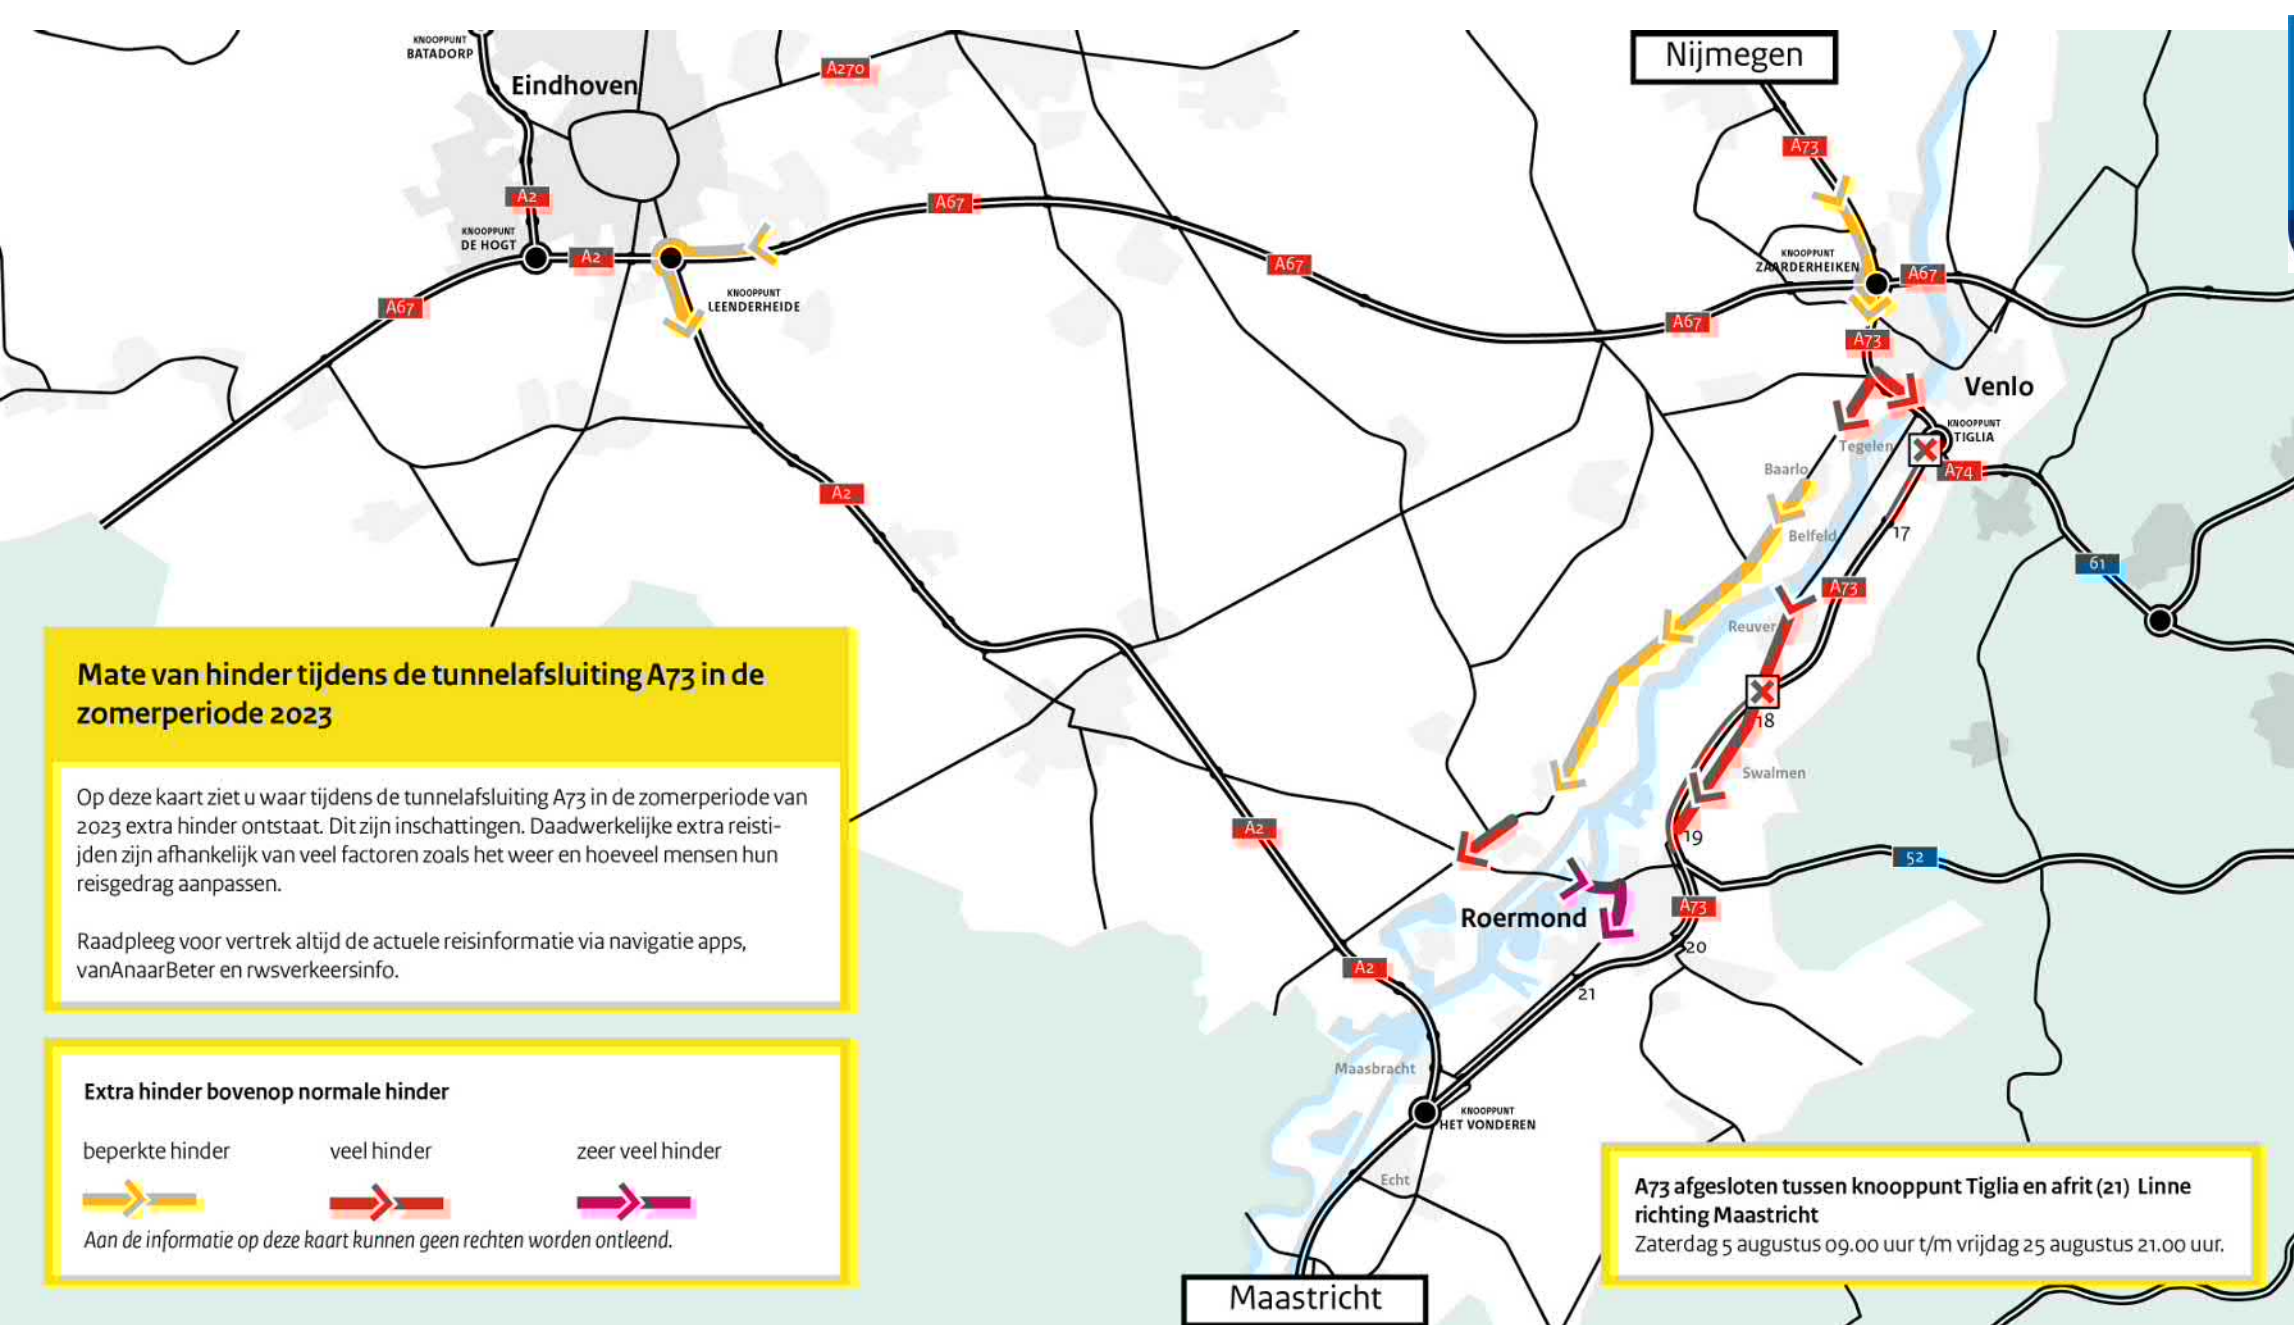 KNOOPPUNT
BATADORP
Eindhoven
A270
Nijmegen
A73
A2
A67
KNOOPPUNT
DE HOGT
A2
A67
KNOOPPUNT
LEENDERHEIDE
A67
A67
A67
KNOOPPUNT
ZAARDERHEIKEN
A67
A73
Venlo
KNOOPPUNT
TIGLIA
Tegelen
A74
Baarlo
A2
17
Belfeld
61
A73
Reuver
18
Swalmen
19
A2
52
Roermond
A73
20
A2
21
Maasbracht
KNOOPPUNT
HET VONDEREN
Echt
Maastricht
Mate van hinder tijdens de tunnelafsluiting A73 in de
zomerperiode 2023
Op deze kaart ziet u waar tijdens de tunnelafsluiting A73 in de zomerperiode van
2023 extra hinder ontstaat. Dit zijn inschattingen. Daadwerkelijke extra reisti-
jden zijn afhankelijk van veel factoren zoals het weer en hoeveel mensen hun
reisgedrag aanpassen.
Raadpleeg voor vertrek altijd de actuele reisinformatie via navigatie apps,
vanAnaarBeter en rwsverkeersinfo.
Extra hinder bovenop normale hinder
beperkte hinder
veel hinder
zeer veel hinder
Aan de informatie op deze kaart kunnen geen rechten worden ontleend.
A73 afgesloten tussen knooppunt Tiglia en afrit (21) Linne
richting Maastricht
Zaterdag 5 augustus 09.00 uur t/m vrijdag 25 augustus 21.00 uur.